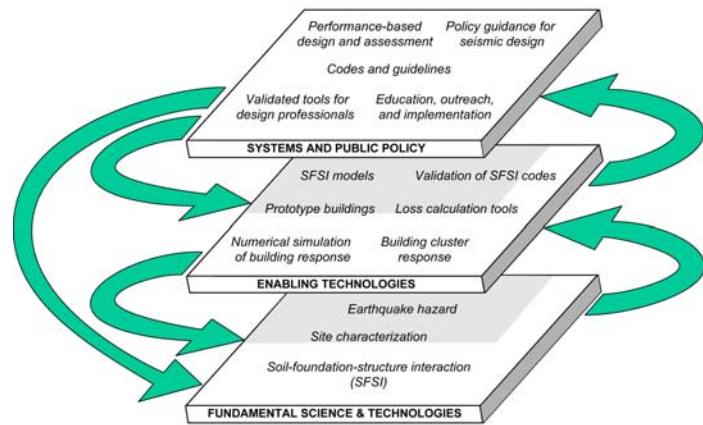 Performance-based
design and assessment
Policy guidance for
seismic design
Codes and guidelines
Validated tools for
design professionals
Education, outreach,
and implementation
SYSTEMS AND PUBLIC POLICY
SFSI models
Validation of SFSI codes
Prototype buildings
Loss calculation tools
Numerical simulation
of building response
Building cluster
response
ENABLING TECHNOLOGIES
Earthquake hazard
Site characterization
Soil-foundation-structure interaction
(SFSI)
FUNDAMENTAL SCIENCE & TECHNOLOGIES